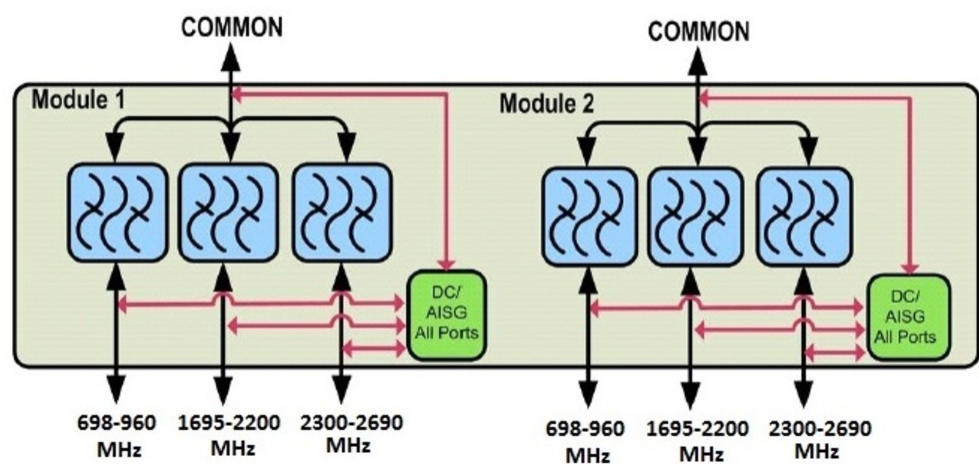 COMMON
COMMON
Module 1
Module 2
DC/
AISG
All Ports
DC/
AISG
All Ports
698-960
MHz
1695-2200
MHz
2300-2690
MHz
698-960
MHz
1695-2200
MHz
2300-2690
MHz